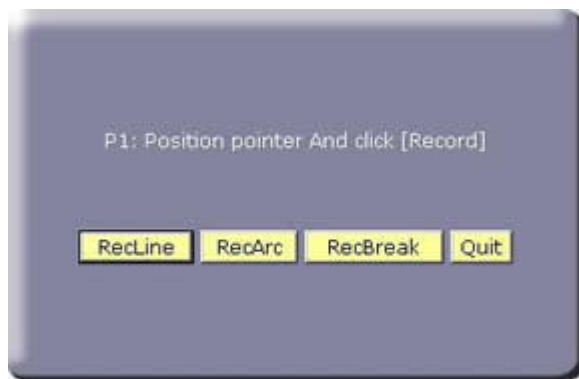 P1: Position pointer And click [Record]
RecLine RecArc RecBreak Quit